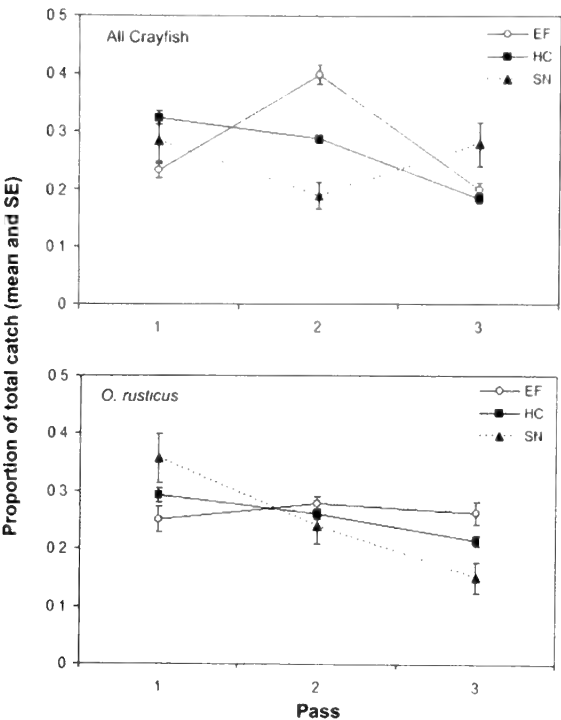 Proportion of total catch (mean and SE)
All Crayfish
EF
HC
SN
0 5
0 4
0 3
0 2
0 1
0
1 2 3
O. rusticus
EF
HC
SN
0 5
0 4
0 3
0 2
0 1
0
1 2 3
Pass